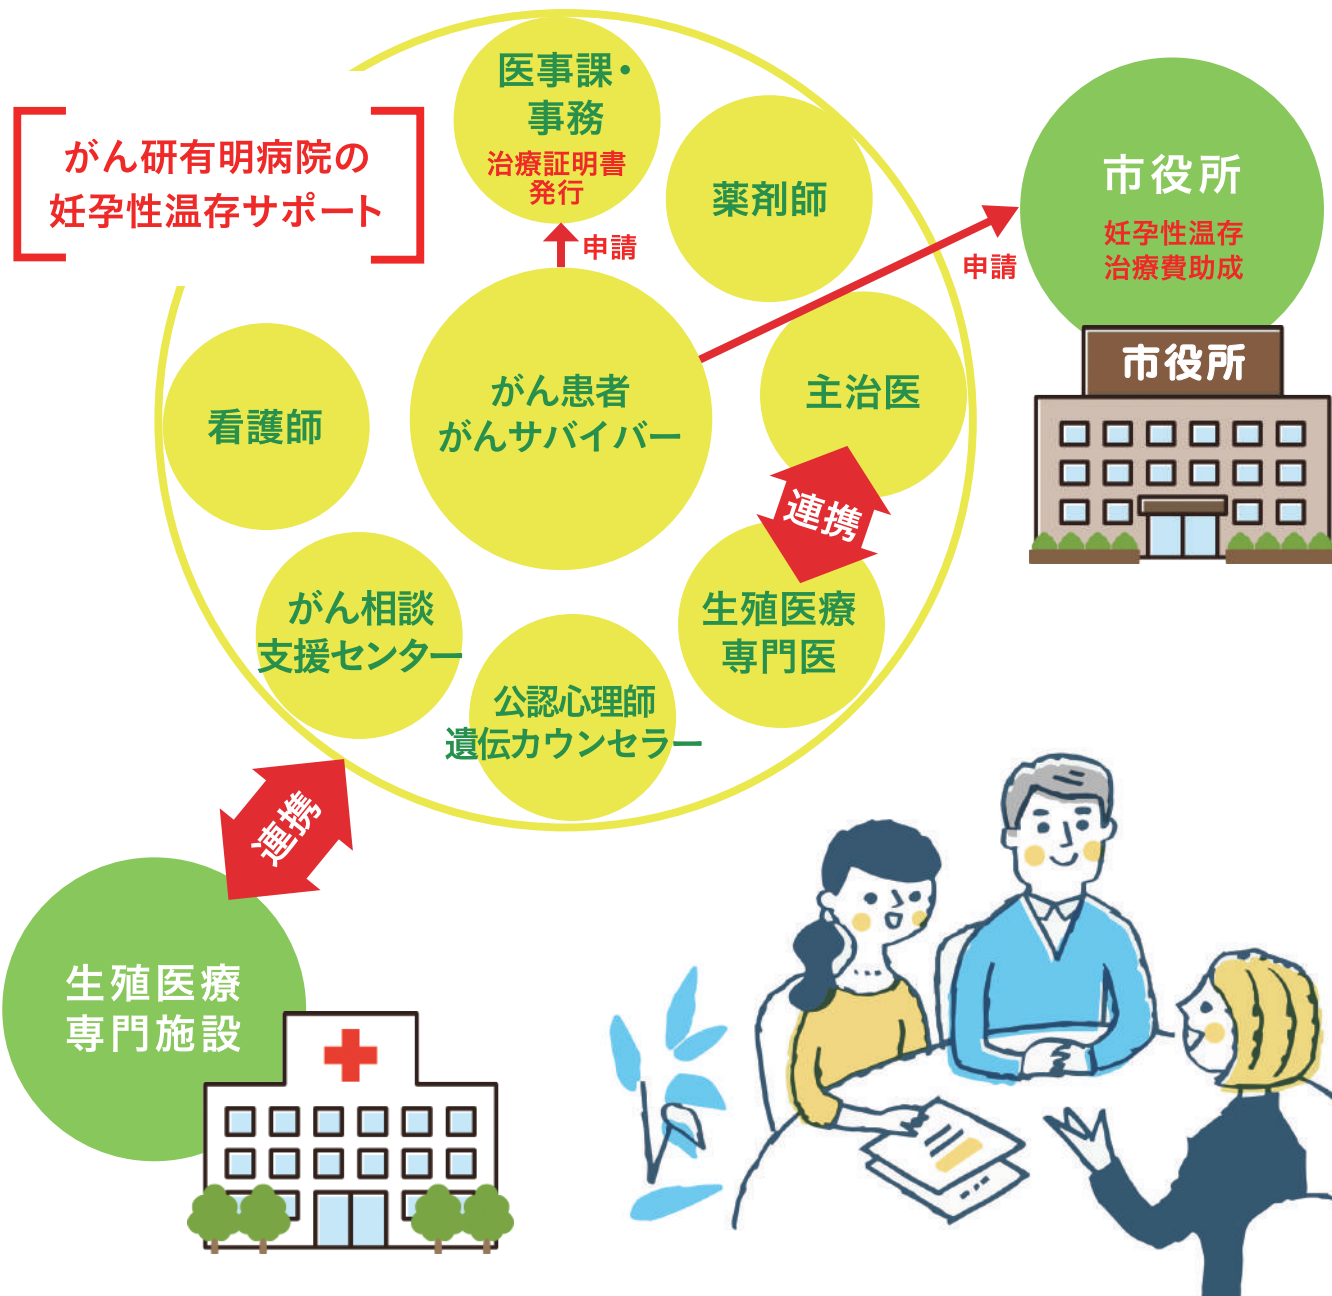 がん研有明病院の
妊孕性温存サポート
医事課・
事務
治療証明書
発行
申請
薬剤師
申請
市役所
妊孕性温存
治療費助成
市役所
主治医
がん患者
がんサバイバー
看護師
連携
生殖医療
専門医
がん相談
支援センター
公認心理師
遺伝カウンセラー
連携
生殖医療
専門施設